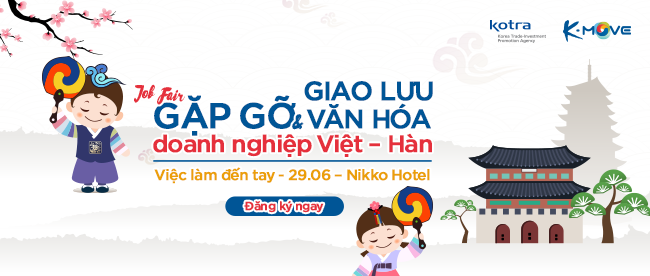 kotra
Korea Trade-Investment
Promotion Agency
K-MOVE
Job Fair
GIAO LƯU
GẶP GỠ & VĂN HÓA
doanh nghiệp Việt – Hàn
Việc làm đến tay - 29.06 – Nikko Hotel
Đăng ký ngay